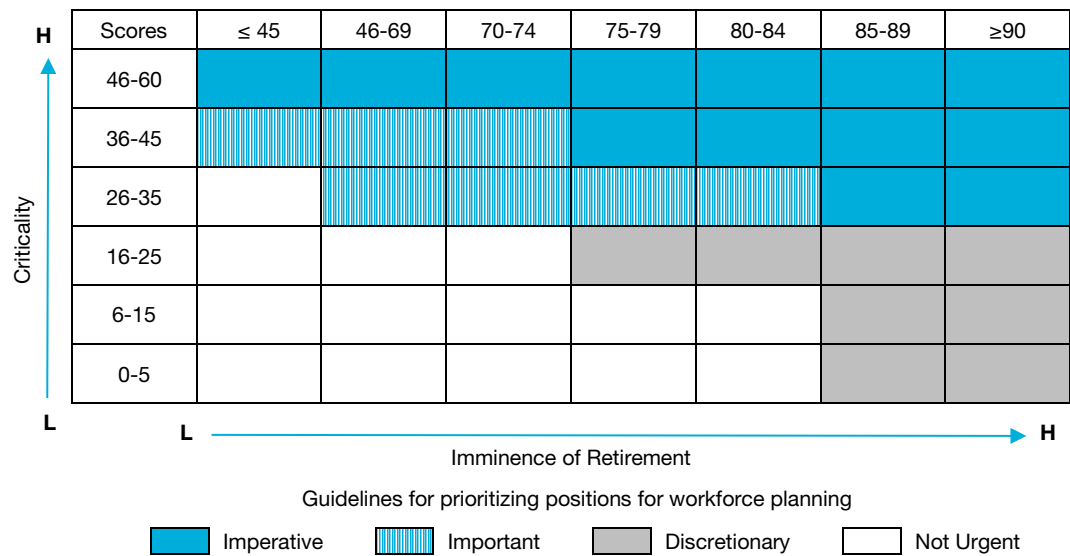 H
Scores ≤ 45 46-69 70-74 75-79 80-84 85-89 ≥90
46-60
36-45
26-35
16-25
6-15
0-5
Criticality
L
L H
Imminence of Retirement
Guidelines for prioritizing positions for workforce planning
Imperative Important Discretionary Not Urgent